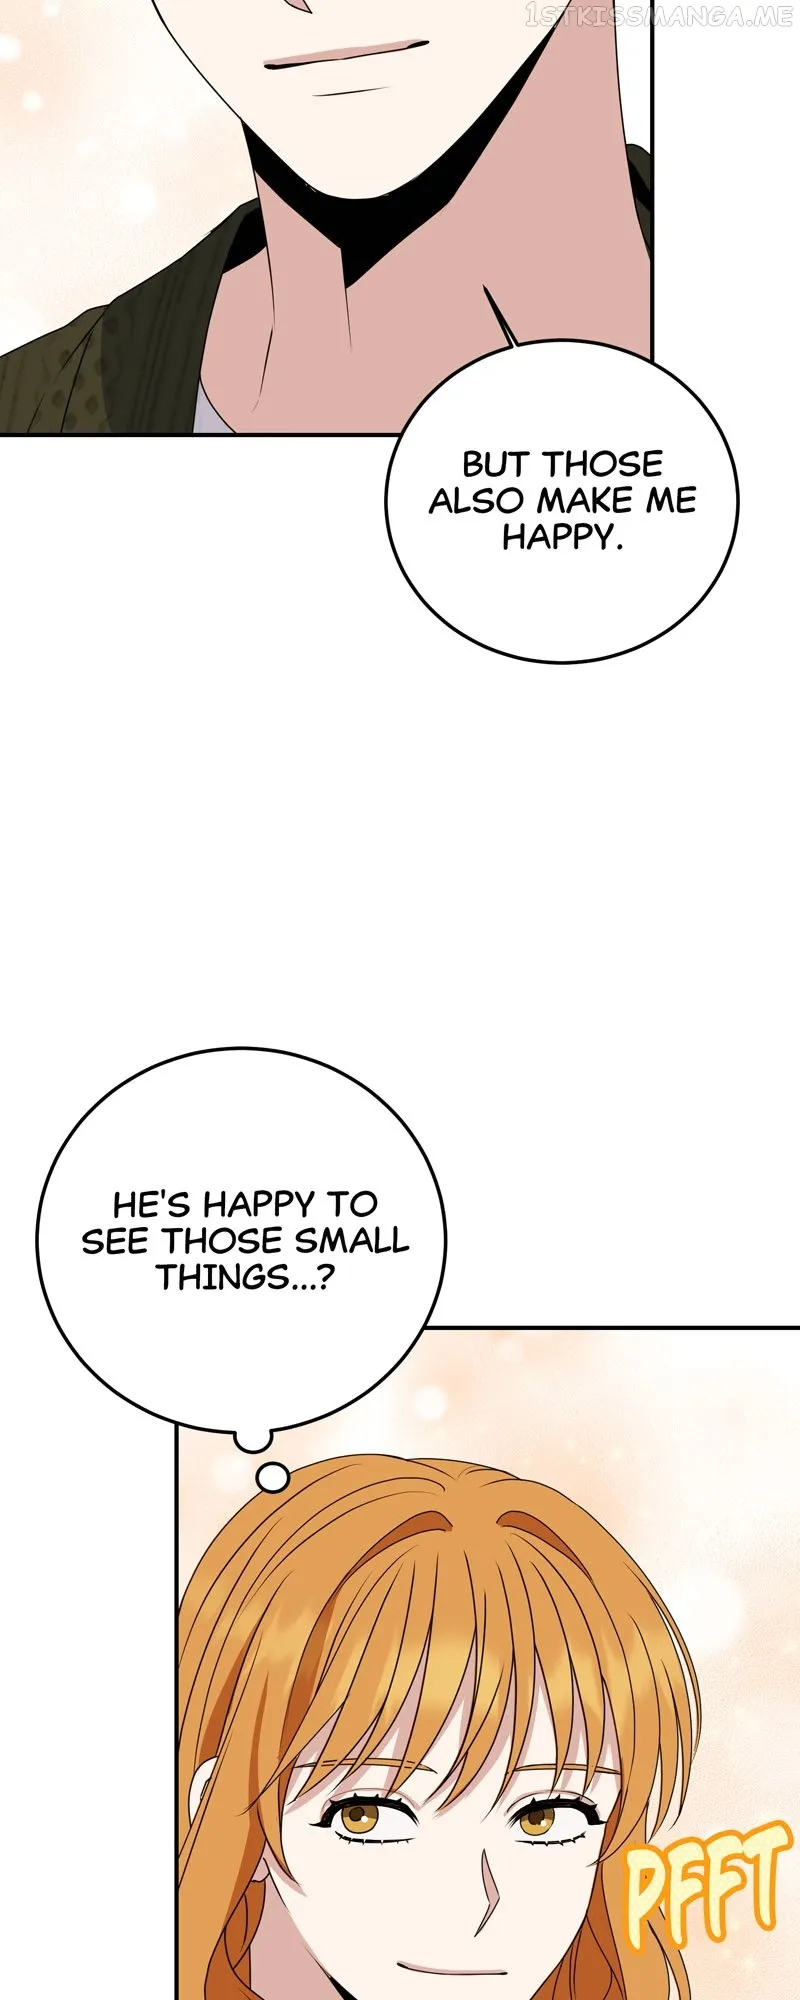 1STKISSMANGA.ME
BUT THOSE
ALSO MAKE ME
HAPPY.
HE'S HAPPY TO
SEE THOSE SMALL
THINGS...?
PFFT